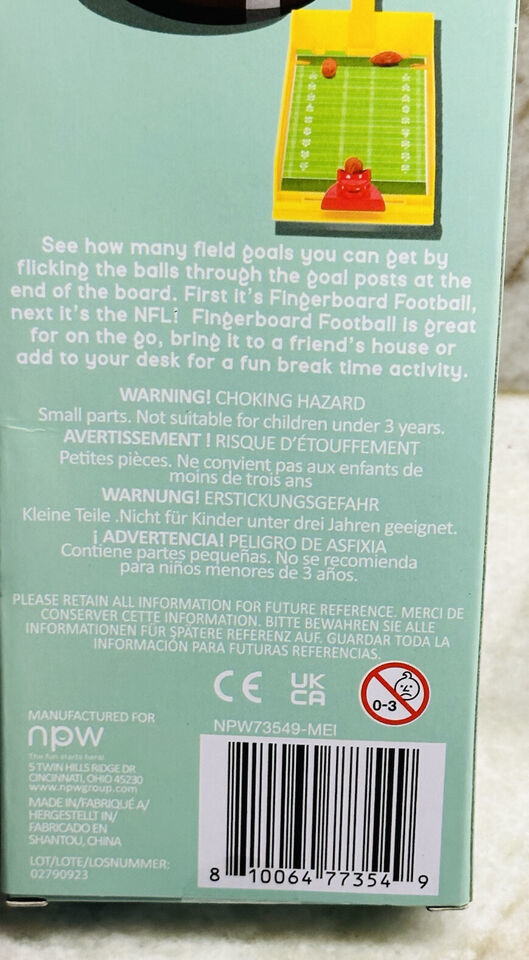 See how many field goals you can get by
flicking the balls through the goal posts at the
end of the board. First it's Fingerboard Football,
next it's the NFL! Fingerboard Football is great
for on the go, bring it to a friend's house or
add to your desk for a fun break time activity.
WARNING! CHOKING HAZARD
Small parts. Not suitable for children under 3 years.
AVERTISSEMENT ! RISQUE D'ÉTOUFFEMENT
Petites pièces. Ne convient pas aux enfants de
moins de trois ans
WARNUNG! ERSTICKUNGSGEFAHR
Kleine Teile .Nicht für Kinder unter drei Jahren geeignet.
¡ ADVERTENCIA! PELIGRO DE ASFIXIA
Contiene partes pequeñas. No se recomienda
para niños menores de 3 años.
PLEASE RETAIN ALL INFORMATION FOR FUTURE REFERENCE. MERCI DE
CONSERVER CETTE INFORMATION. BITTE BEWAHREN SIE ALLE
INFORMATIONEN FÜR SPÄTERE REFERENZ AUF. GUARDAR TODA LA
INFORMACIÓN PARA FUTURAS REFERENCIAS.
CE UK
CA
0-3
MANUFACTURED FOR
npw
The fun starts here!
5 TWIN HILLS RIDGE DR
CINCINNATI, OHIO 45230
www.npwgroup.com
MADE IN/FABRIQUÉ A/
HERGESTELLT IN/
FABRICADO EN
SHANTOU, CHINA
LOT/LOTE/LOSNUMMER:
02790923
NPW73549-MEI
8 10064 77354 9